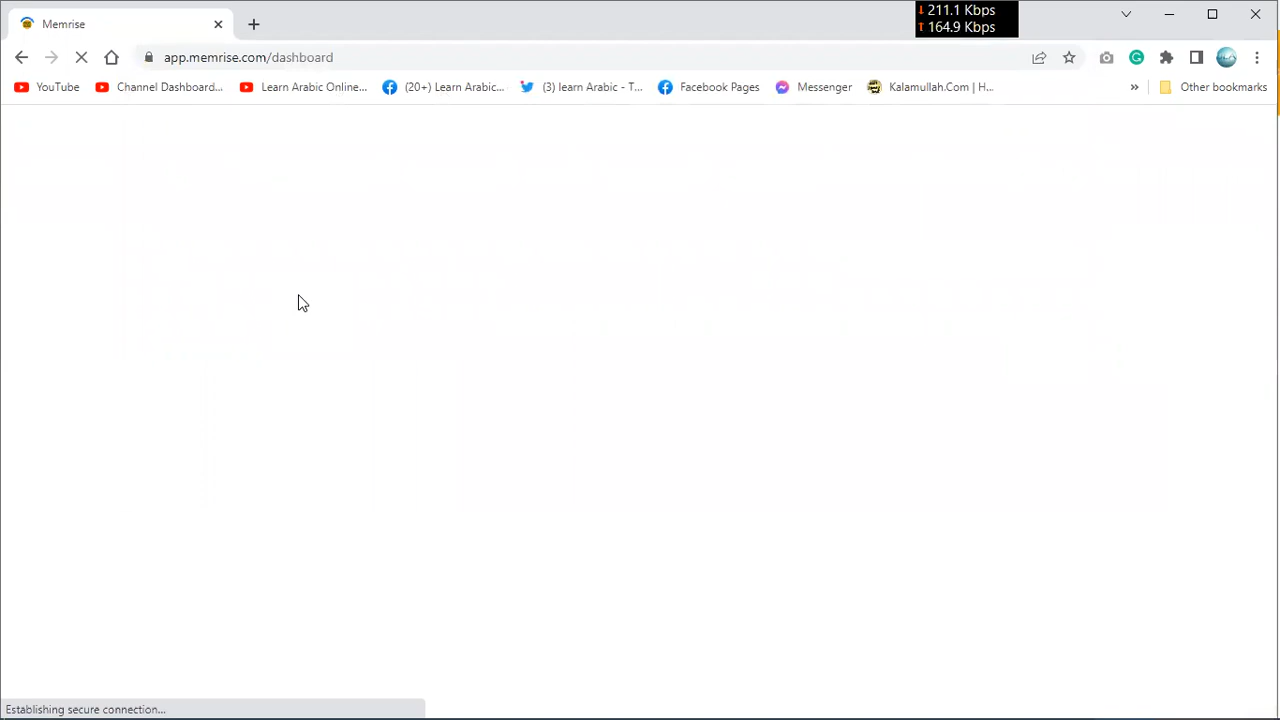 Memrise
211.1 Kbps
164.9 Kbps
app.memrise.com/dashboard
YouTube
Channel Dashboard...
Learn Arabic Online...
(20+) Learn Arabic...
(3) learn Arabic - T...
Facebook Pages
Messenger
Kalamullah.Com | H...
»
Other bookmarks
Establishing secure connection...